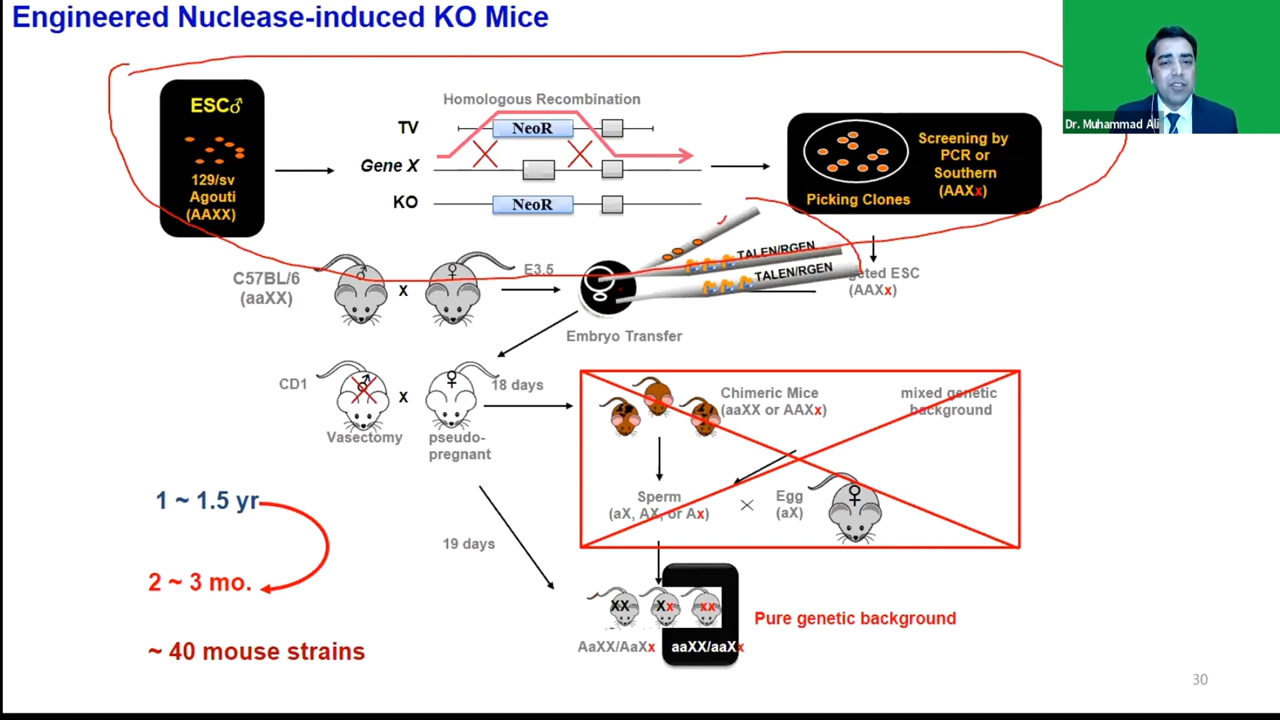 Engineered Nuclease-induced KO Mice
Dr. Muhammad Ali
ESC♂
129/sv
Agouti
(AAXX)
Homologous Recombination
TV
NeoR
Gene X
KO
NeoR
Picking Clones
Screening by
PCR or
Southern
(AAXx)
C57BL/6
(aaXX)
♂
X
♀
E3.5
TALEN/RGEN
TALEN/RGEN
geted ESC
(AAXx)
Embryo Transfer
CD1
♂
X
♀
18 days
Vasectomy
pseudo-
pregnant
Chimeric Mice
(aaXX or AAXx)
mixed genetic
background
Sperm
(aX, AX, or Ax)
×
Egg
(aX)
♀
1 ~ 1.5 yr
19 days
2 ~ 3 mo.
XX
Xx
xx
Pure genetic background
AaXX/AaXx
aaXX/aaXx
~ 40 mouse strains
30